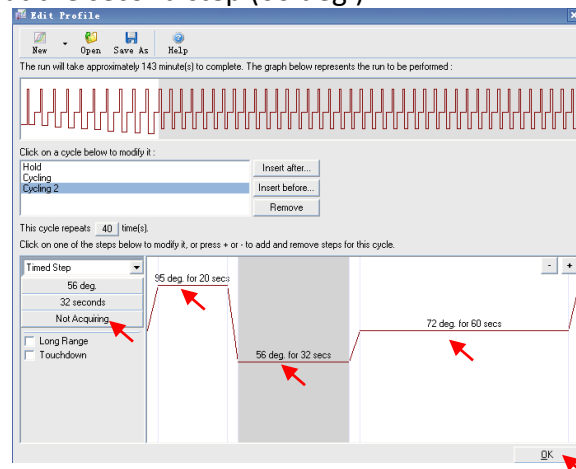 Edit Profile
New Open Save As Help
The run will take approximately 143 minute(s) to complete. The graph below represents the run to be performed :
Click on a cycle below to modify it :
Hold
Cycling
Cycling 2
Insert after...
Insert before...
Remove
This cycle repeats 40 time(s).
Click on one of the steps below to modify it, or press + or - to add and remove steps for this cycle.
Timed Step
56 deg.
32 seconds
Not Acquiring
Long Range
Touchdown
- +
95 deg. for 20 secs
72 deg. for 60 secs
56 deg. for 32 secs
OK